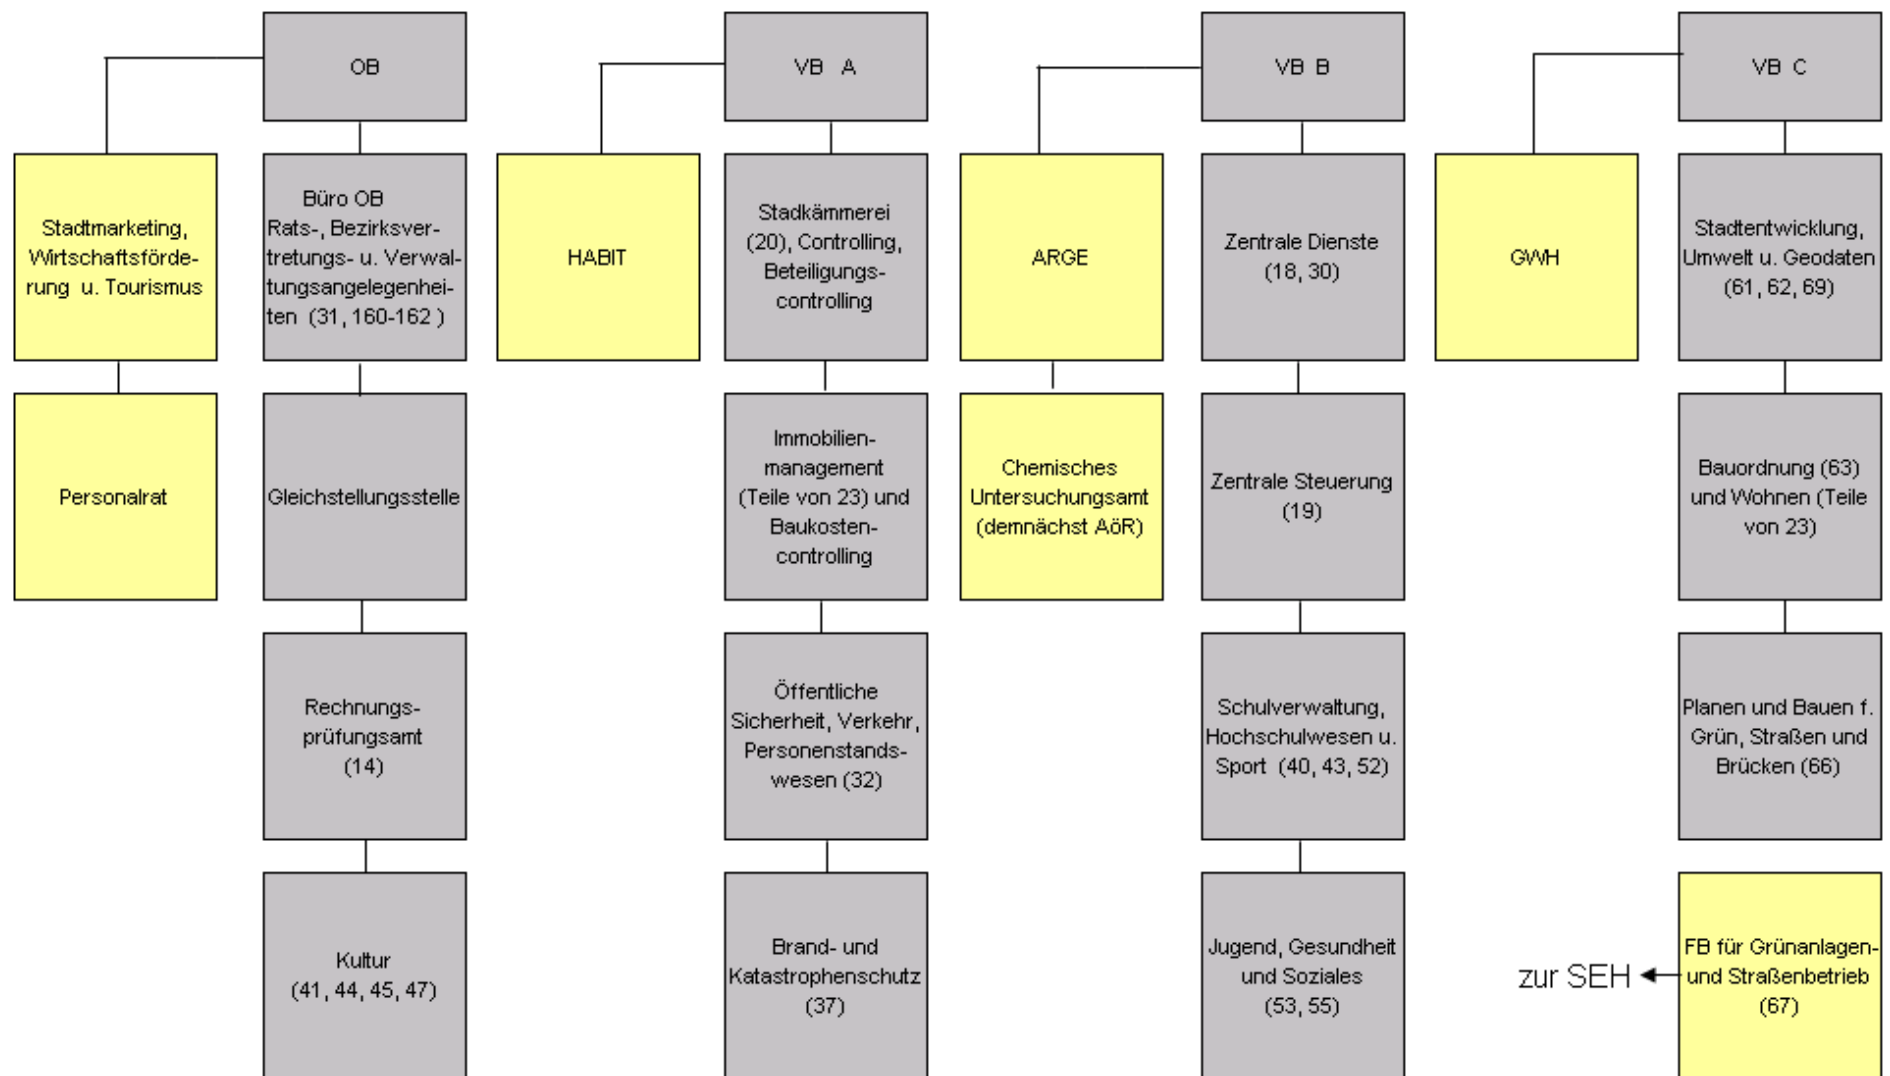 OB
VB A
VB B
VB C
Stadtmarketing,
Wirtschaftsförde-
rung u. Tourismus
Büro OB
Rats-, Bezirksver-
tretungs- u. Verwal-
tungsangelegenhei-
ten (31, 160-162 )
HABIT
Stadkämmerei
(20), Controlling,
Beteiligungs-
controlling
ARGE
Zentrale Dienste
(18, 30)
GWH
Stadtentwicklung,
Umwelt u. Geodaten
(61, 62, 69)
Personalrat
Gleichstellungsstelle
Immobilien-
management
(Teile von 23) und
Baukosten-
controlling
Chemisches
Untersuchungsamt
(demnächst AöR)
Zentrale Steuerung
(19)
Bauordnung (63)
und Wohnen (Teile
von 23)
Rechnungs-
prüfungsamt
(14)
Öffentliche
Sicherheit, Verkehr,
Personenstands-
wesen (32)
Schulverwaltung,
Hochschulwesen u.
Sport (40, 43, 52)
Planen und Bauen f.
Grün, Straßen und
Brücken (66)
Kultur
(41, 44, 45, 47)
Brand- und
Katastrophenschutz
(37)
Jugend, Gesundheit
und Soziales
(53, 55)
zur SEH
FB für Grünanlagen-
und Straßenbetrieb
(67)